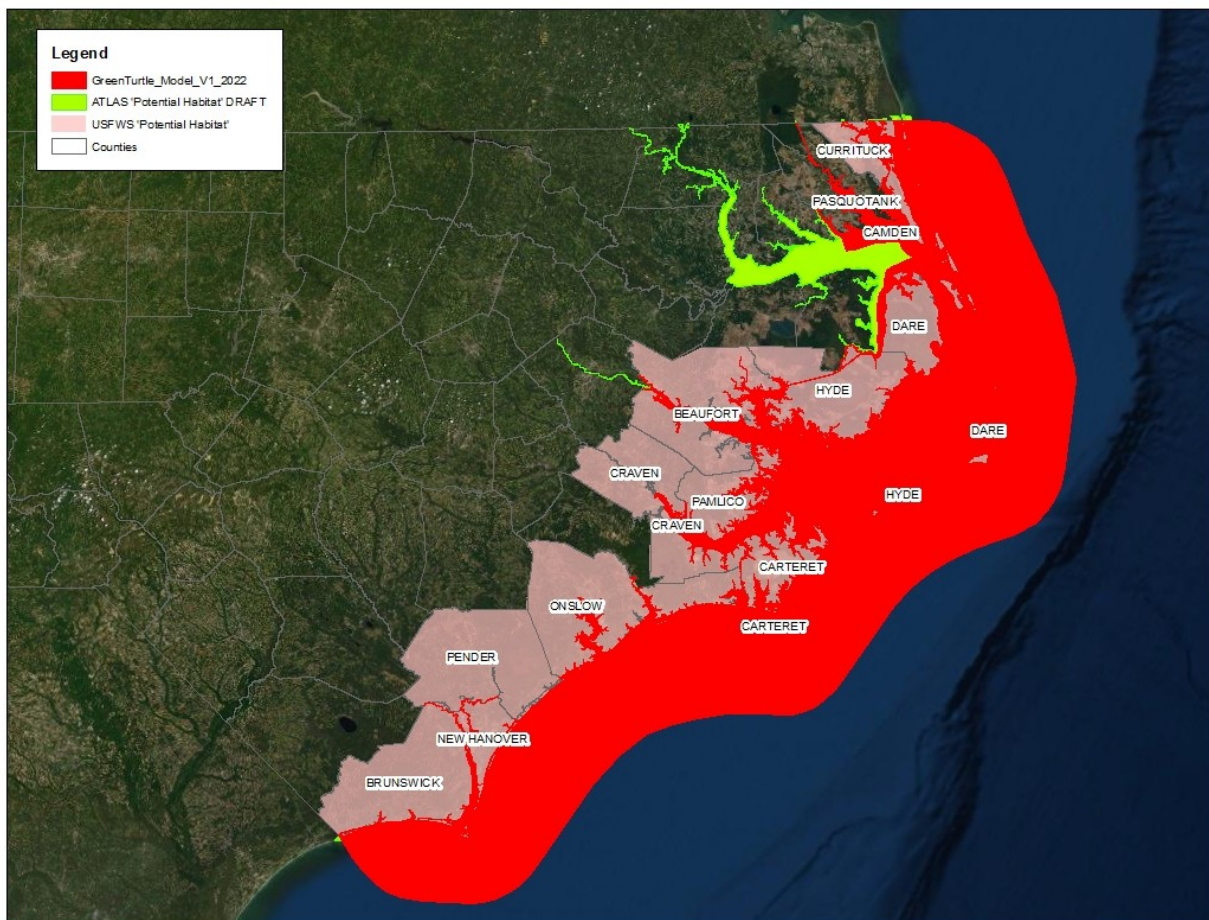 Legend
GreenTurtle_Model_V1_2022
ATLAS 'Potential Habitat' DRAFT
USFWS 'Potential Habitat'
Counties
CURRITUCK
PASQUOTANK
CAMDEN
DARE
HYDE
BEAUFORT
DARE
CRAVEN
HYDE
PAMLICO
CRAVEN
CARTERET
ONSLOW
CARTERET
PENDER
NEW HANOVER
BRUNSWICK